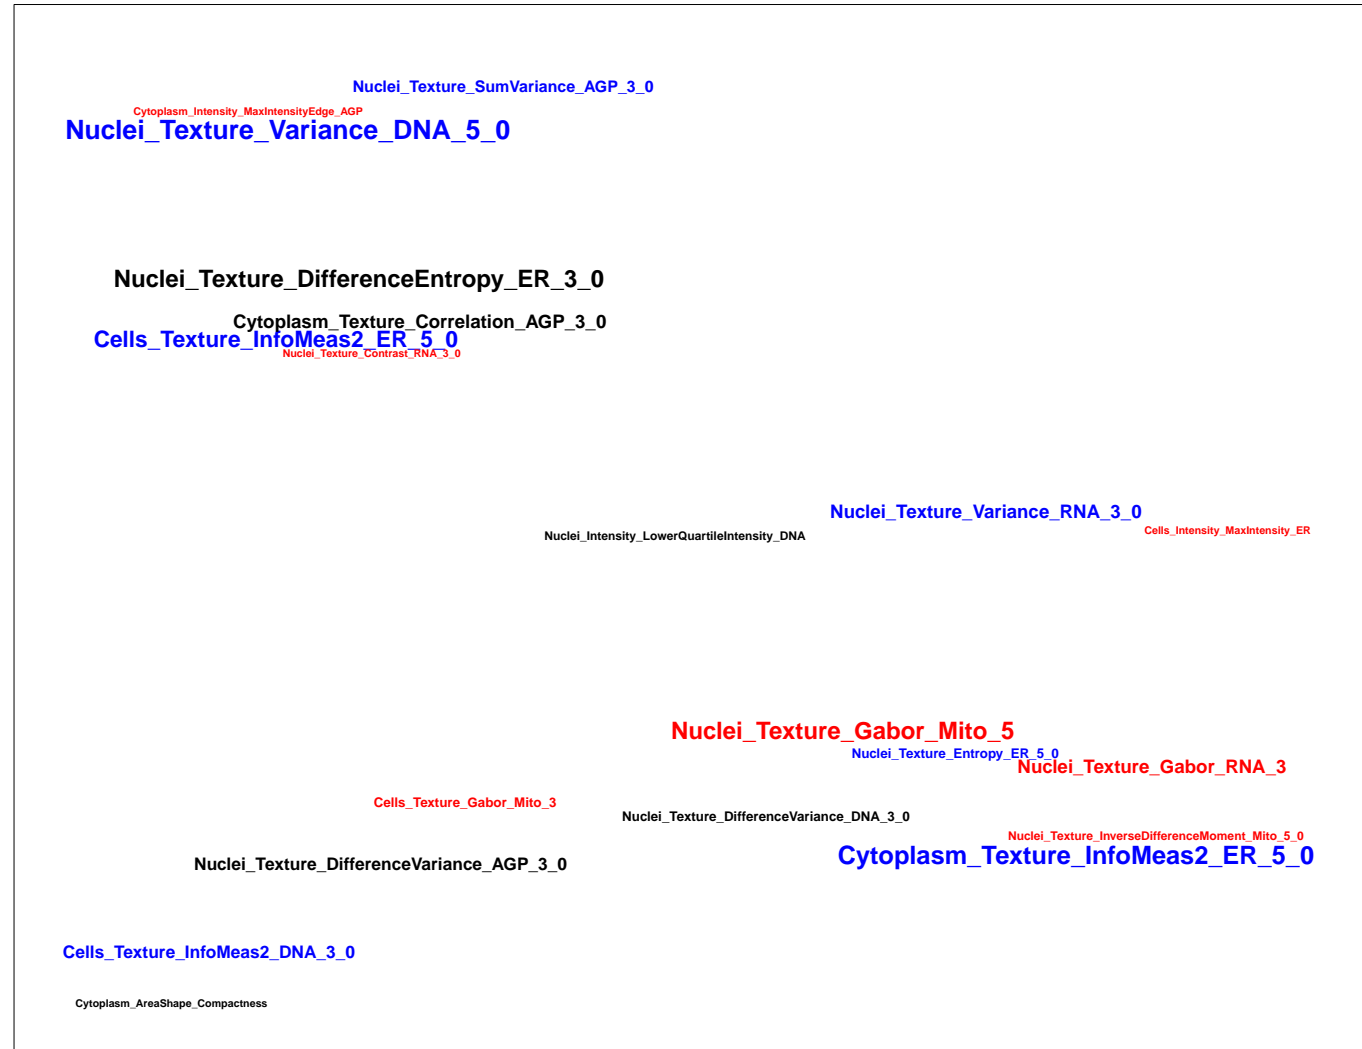 Nuclei_Texture_SumVariance_AGP_3_0
Cytoplasm_Intensity_MaxIntensityEdge_AGP
Nuclei_Texture_Variance_DNA_5_0
Nuclei_Texture_DifferenceEntropy_ER_3_0
Cytoplasm_Texture_Correlation_AGP_3_0
Cells_Texture_InfoMeas2_ER_5_0
Nuclei_Texture_Contrast_RNA_3_0
Nuclei_Texture_Variance_RNA_3_0
Cells_Intensity_MaxIntensity_ER
Nuclei_Intensity_LowerQuartileIntensity_DNA
Nuclei_Texture_Gabor_Mito_5
Nuclei_Texture_Entropy_ER_5_0
Nuclei_Texture_Gabor_RNA_3
Cells_Texture_Gabor_Mito_3
Nuclei_Texture_DifferenceVariance_DNA_3_0
Nuclei_Texture_InverseDifferenceMoment_Mito_5_0
Cytoplasm_Texture_InfoMeas2_ER_5_0
Nuclei_Texture_DifferenceVariance_AGP_3_0
Cells_Texture_InfoMeas2_DNA_3_0
Cytoplasm_AreaShape_Compactness